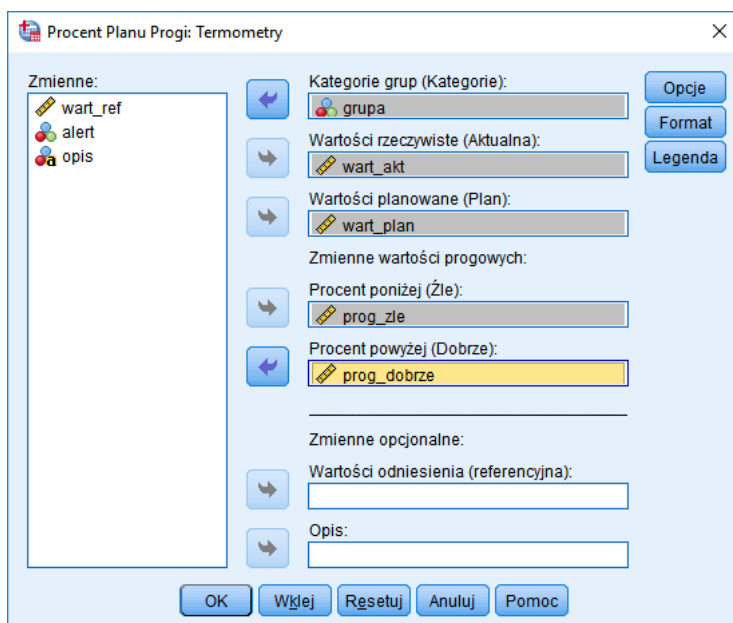 Procent Planu Progi: Termometry
Zmienne:
wart_ref
alert
opis
Kategorie grup (Kategorie):
grupa
Wartości rzeczywiste (Aktualna):
wart_akt
Wartości planowane (Plan):
wart_plan
Zmienne wartości progowych:
Procent poniżej (Źle):
prog_zle
Procent powyżej (Dobrze):
prog_dobrze
Zmienne opcjonalne:
Wartości odniesienia (referencyjna):
Opis:
Opcje
Format
Legenda
OK Wklej Resetuj Anuluj Pomoc